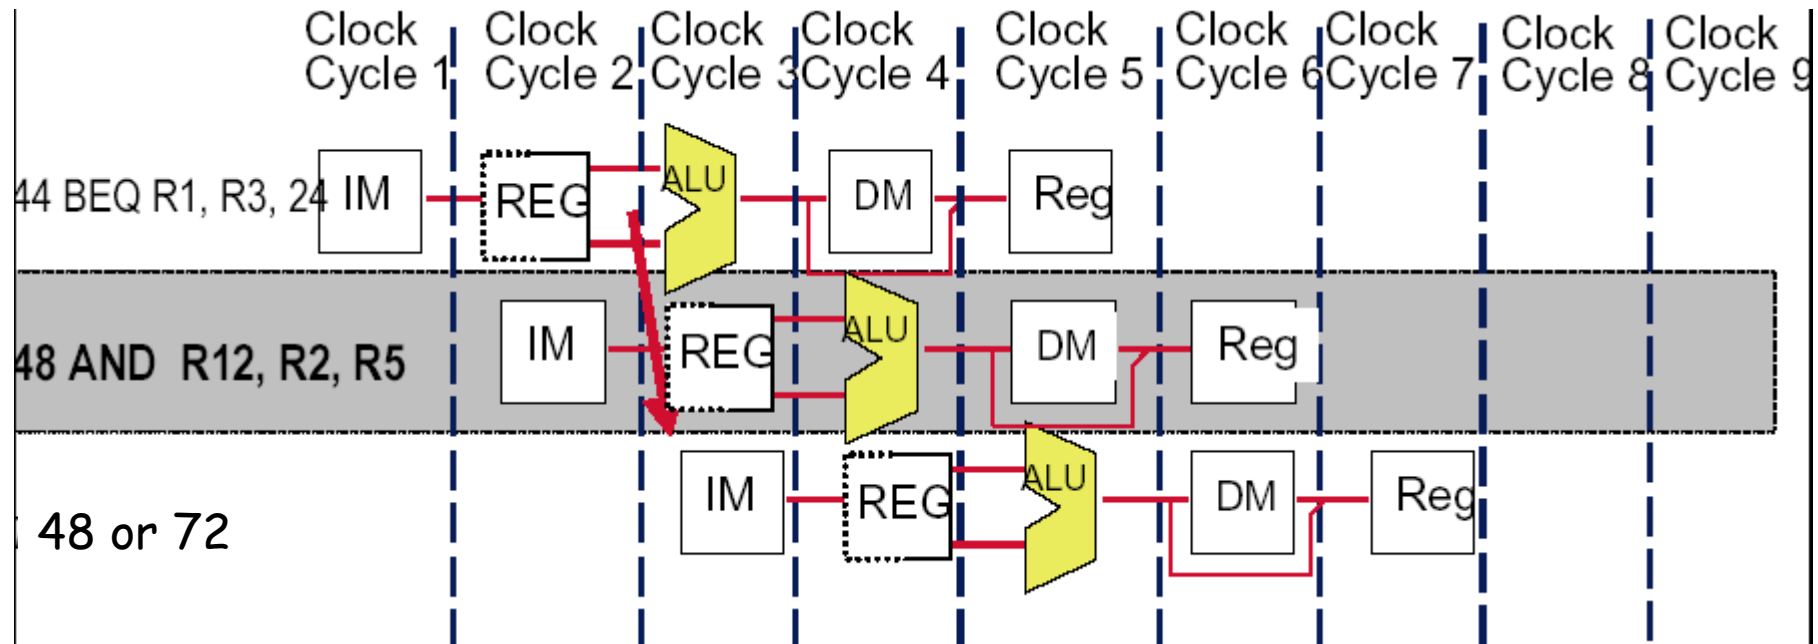 Clock Cycle 1
Clock Cycle 2
Clock Cycle 3
Clock Cycle 4
Clock Cycle 5
Clock Cycle 6
Clock Cycle 7
Clock Cycle 8
Clock Cycle 9
44 BEQ R1, R3, 24 IM REG ALU DM Reg
48 AND R12, R2, R5 IM REG ALU DM Reg
48 or 72 IM REG ALU DM Reg